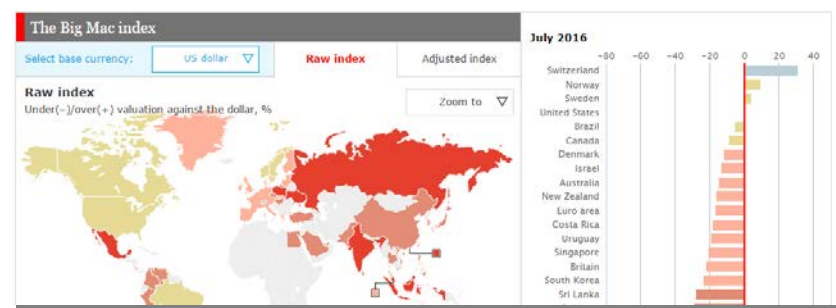 The Big Mac index
Select base currency: US dollar Raw index Adjusted index
Raw index
Under(−)/over(+) valuation against the dollar, %
Zoom to
July 2016
−80 −60 −40 −20 0 20 40
Switzerland
Norway
Sweden
United States
Brazil
Canada
Denmark
Israel
Australia
New Zealand
Euro area
Costa Rica
Uruguay
Singapore
Britain
South Korea
Sri Lanka